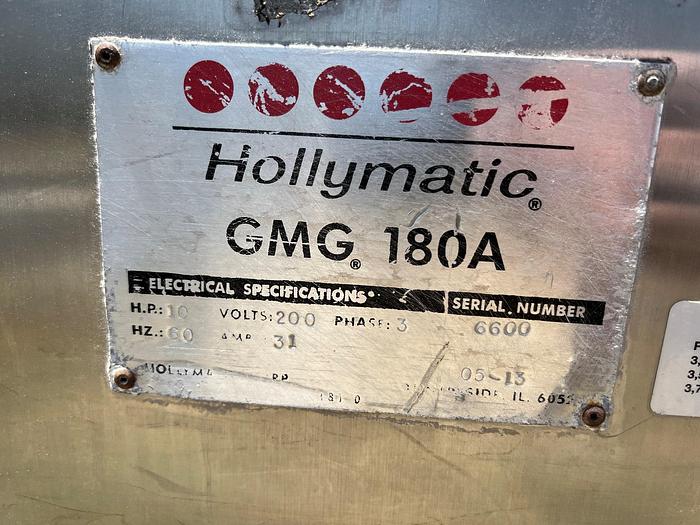 Hollymatic®
GMG® 180A
ELECTRICAL SPECIFICATIONS
SERIAL NUMBER
H.P.: 10 VOLTS: 200 PHASE: 3 6600
HZ.: 60 AMP 31
05-13
IL.